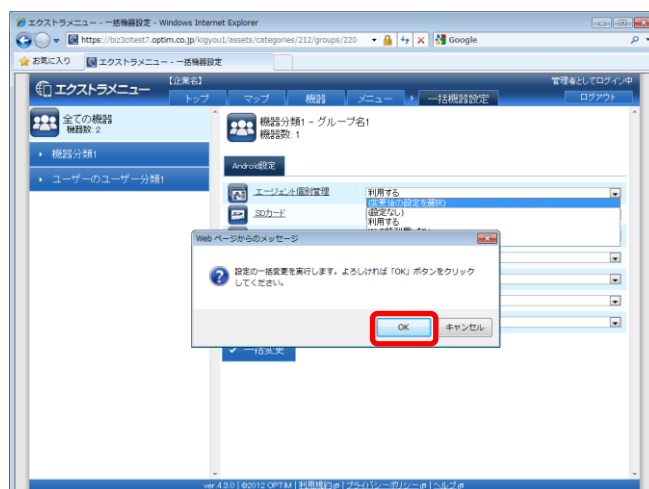 エクストラメニュー - 一括機器設定 - Windows Internet Explorer
https://biz3citest7.optim.co.jp/kigyou1/assets/categories/212/groups/220
Google
お気に入り
エクストラメニュー - 一括機器設定
エクストラメニュー
【企業名】
管理者としてログイン中
トップ
マップ
機器
メニュー
一括機器設定
ログアウト
全ての機器
機器数: 2
機器分類1
ユーザーのユーザー分類1
機器分類1 - グループ名1
機器数: 1
Android設定
エージェント個別管理
利用する
(変更後の設定を選択)
(設定なし)
利用する
SDカード
Web ページからのメッセージ
設定の一括変更を実行します。よろしければ「OK」ボタンをクリック
してください。
OK
キャンセル
一括変更
ver 4.3.0 | ©2012 OPTiM | 利用規約 | プライバシーポリシー | ヘルプ